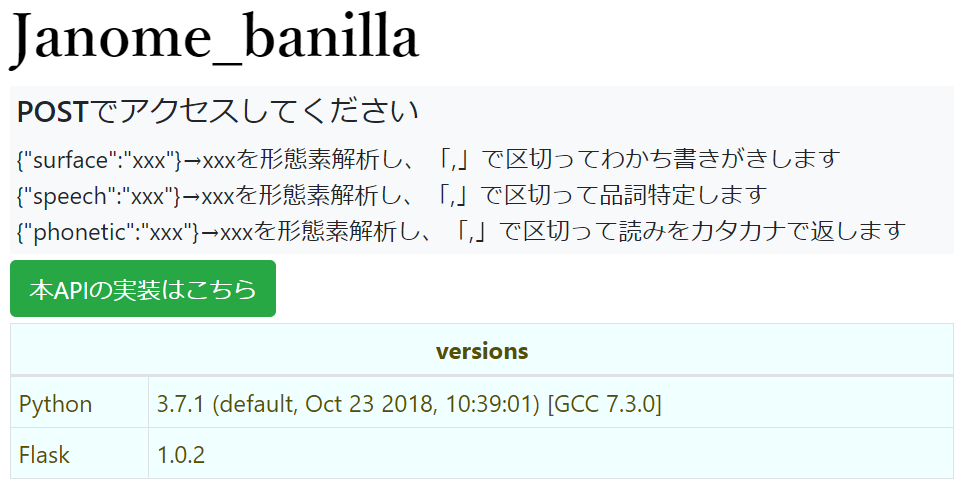 Janome_banilla
POSTでアクセスしてください
{"surface":"xxx"}→xxxを形態素解析し、「,」で区切ってわかち書きがきします
{"speech":"xxx"}→xxxを形態素解析し、「,」で区切って品詞特定します
{"phonetic":"xxx"}→xxxを形態素解析し、「,」で区切って読みをカタカナで返します
本APIの実装はこちら
versions
Python 3.7.1 (default, Oct 23 2018, 10:39:01) [GCC 7.3.0]
Flask 1.0.2